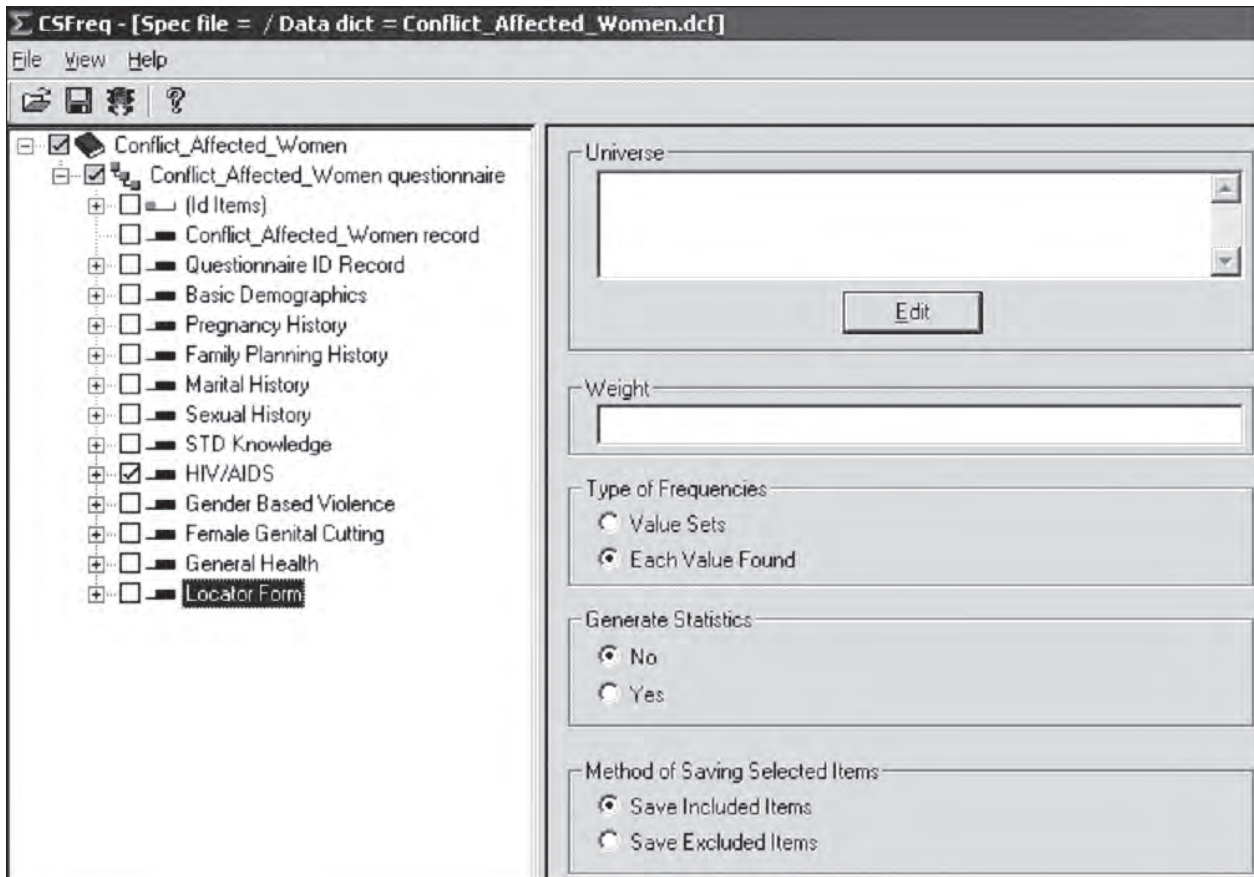 Σ CSFreq - [Spec file = / Data dict = Conflict_Affected_Women.dcf]
File View Help
Conflict_Affected_Women
Conflict_Affected_Women questionnaire
(Id Items)
Conflict_Affected_Women record
Questionnaire ID Record
Basic Demographics
Pregnancy History
Family Planning History
Marital History
Sexual History
STD Knowledge
HIV/AIDS
Gender Based Violence
Female Genital Cutting
General Health
Locator Form
Universe
Edit
Weight
Type of Frequencies
Value Sets
Each Value Found
Generate Statistics
No
Yes
Method of Saving Selected Items
Save Included Items
Save Excluded Items